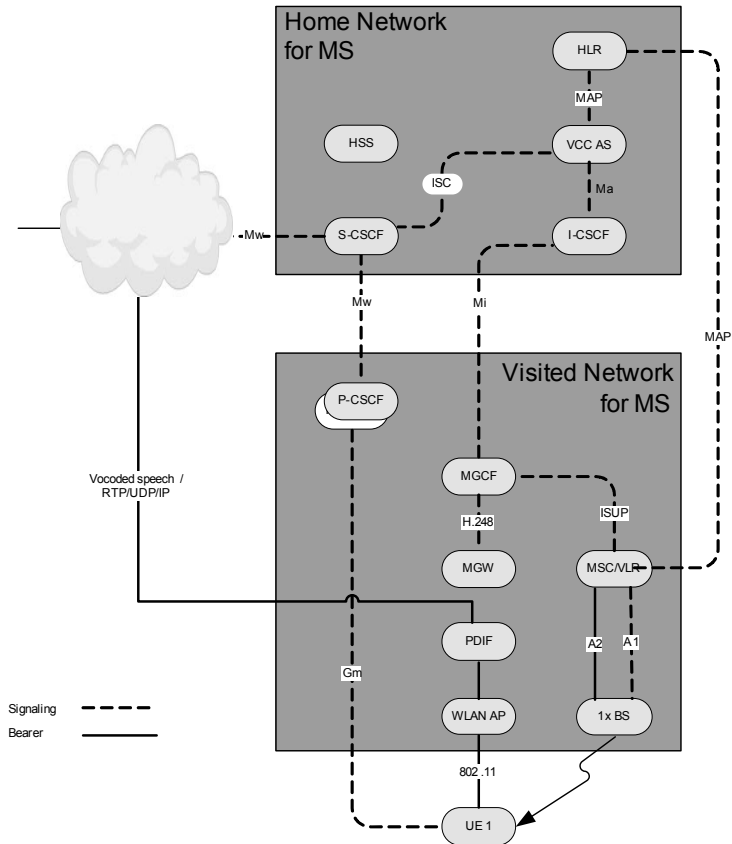 Home Network
for MS
HLR
MAP
HSS
VCC AS
ISC
Ma
Mw
S-CSCF
I-CSCF
Mw
Mi
MAP
Visited Network
for MS
P-CSCF
Vocoded speech /
RTP/UDP/IP
MGCF
ISUP
H.248
MGW
MSC/VLR
PDIF
A2
A1
Gm
Signaling
Bearer
WLAN AP
1x BS
802.11
UE 1